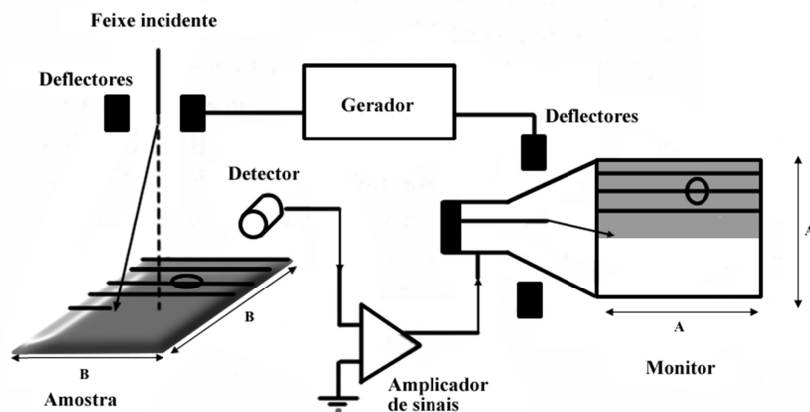 Feixe incidente
Deflectores
Gerador
Deflectores
Detector
A
B
A
B
Monitor
Amostra
Amplicador
de sinais